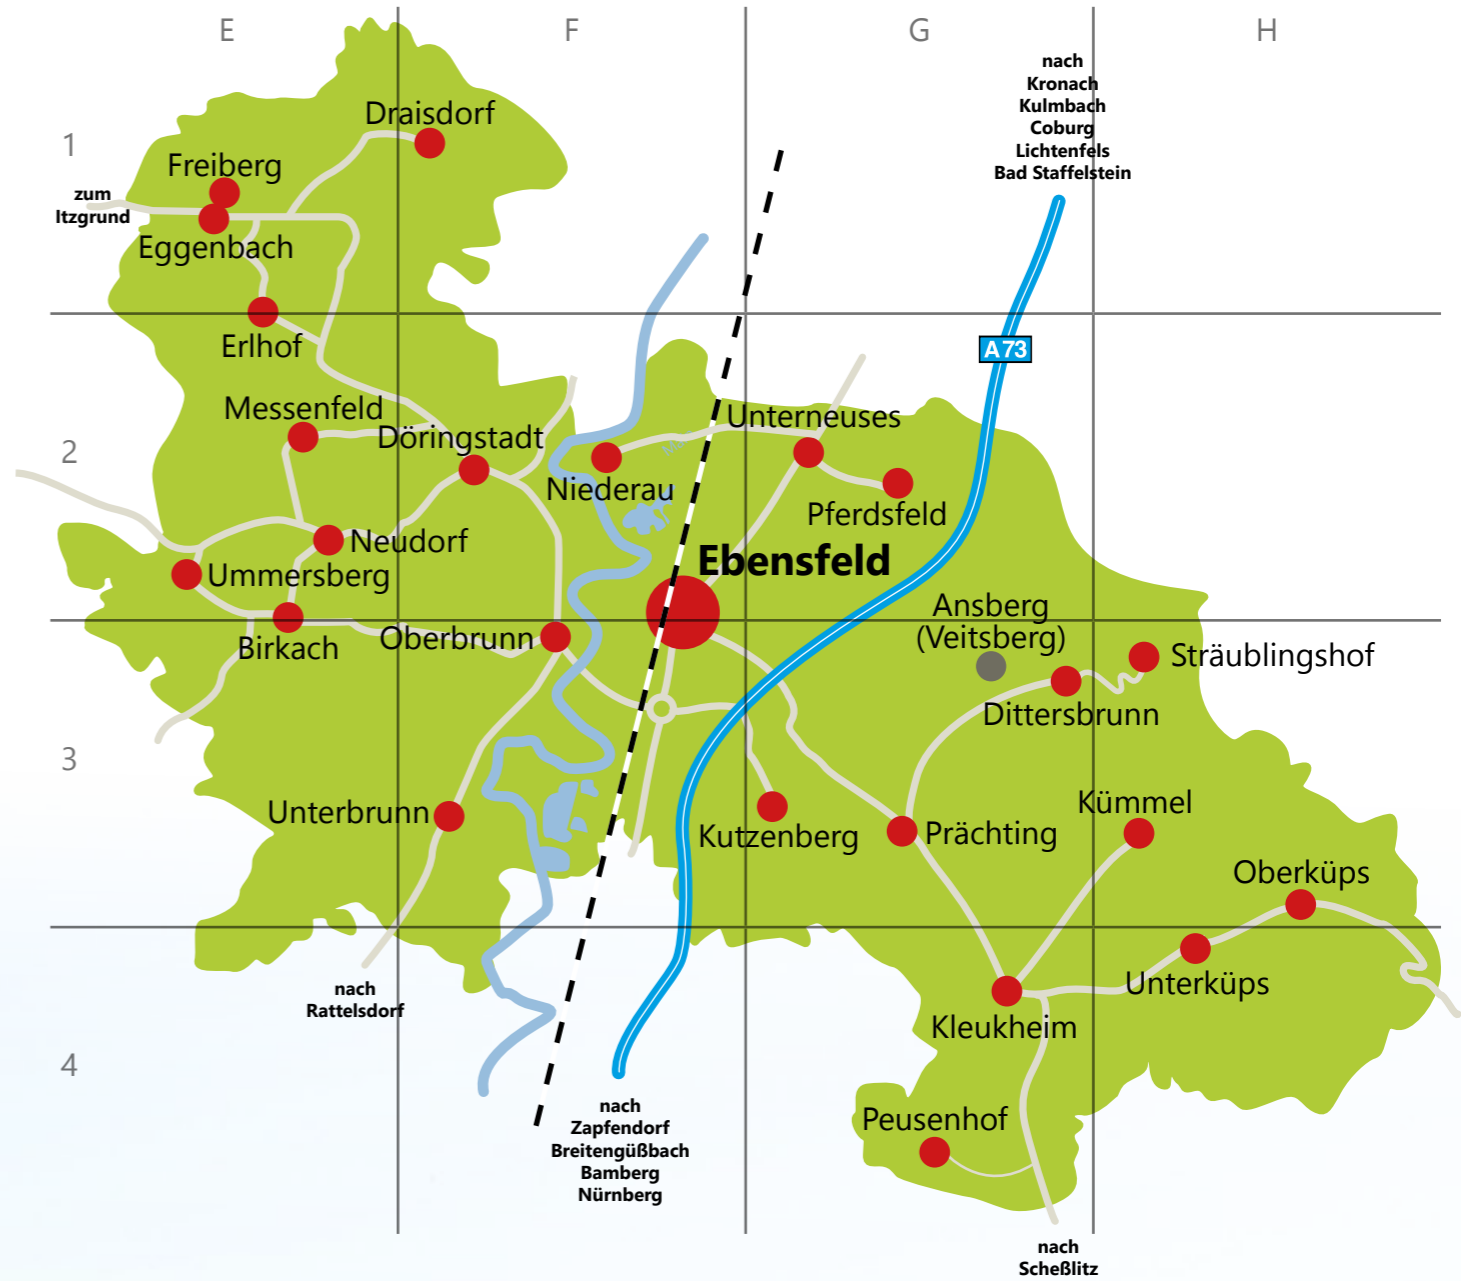 E
F
G
H
nach
Kronach
Kulmbach
Coburg
Lichtenfels
Bad Staffelstein
1
Draisdorf
Freiberg
zum
Itzgrund
Eggenbach
Erlhof
A 73
Messenfeld
Döringstadt
Unterneuses
2
Niederau
Pferdsfeld
Neudorf
Ebensfeld
Ummersberg
Ansberg
(Veitsberg)
Birkach
Oberbrunn
Sträublingshof
Dittersbrunn
3
Unterbrunn
Kümmel
Kutzenberg
Prächting
Oberküps
nach
Rattelsdorf
Unterküps
Kleukheim
4
nach
Zapfendorf
Breitengüßbach
Bamberg
Nürnberg
Peusenhof
nach
Scheßlitz